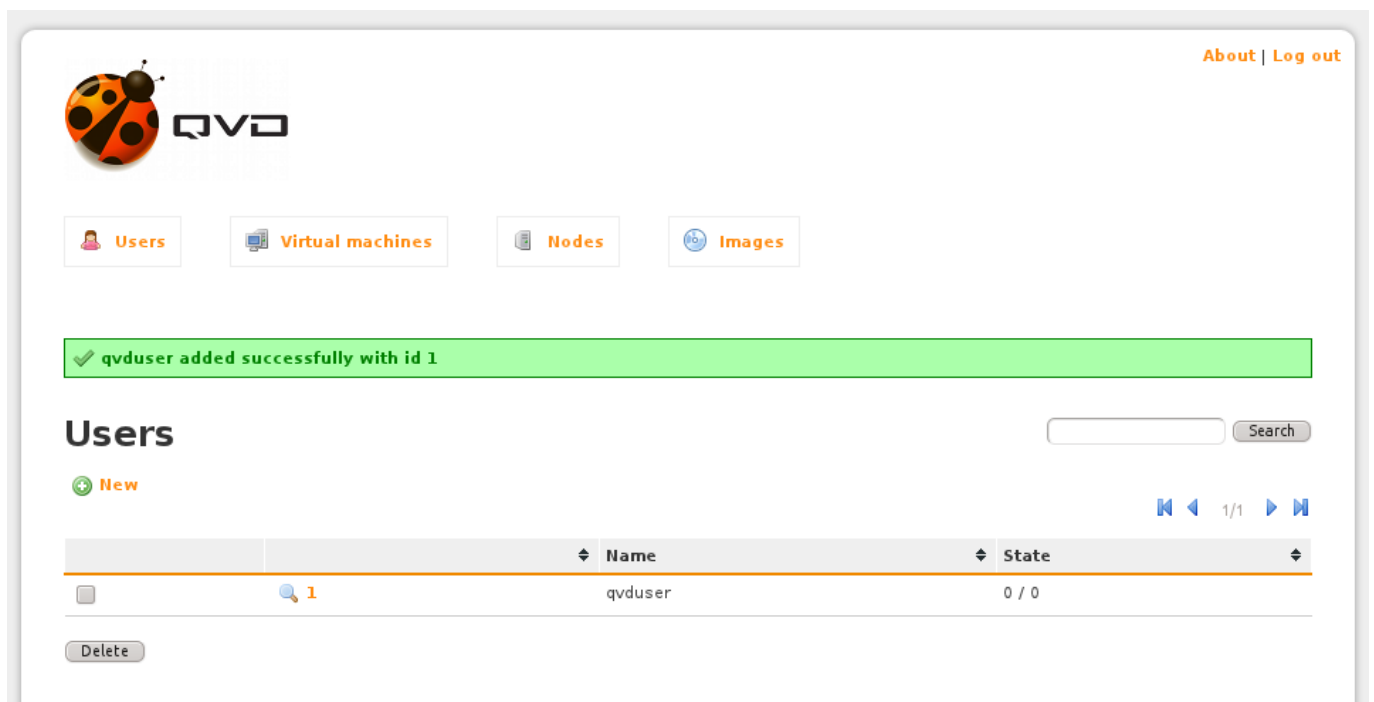 About | Log out
QVD
Users
Virtual machines
Nodes
Images
qvduser added successfully with id 1
Users
Search
New
1/1
Name
State
1
qvduser
0 / 0
Delete